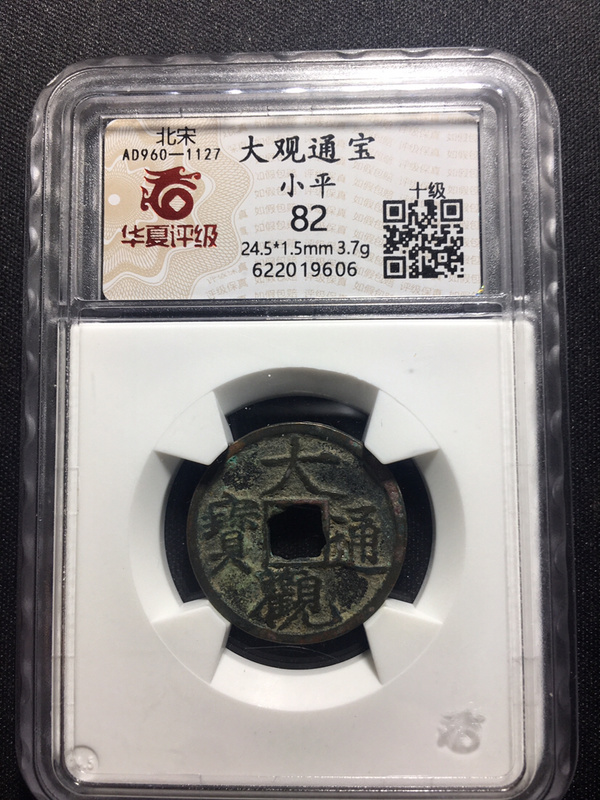 北宋
AD960—1127
华夏评级
大观通宝
小平
82
24.5*1.5mm 3.7g
622019606
十级
大觀通寶